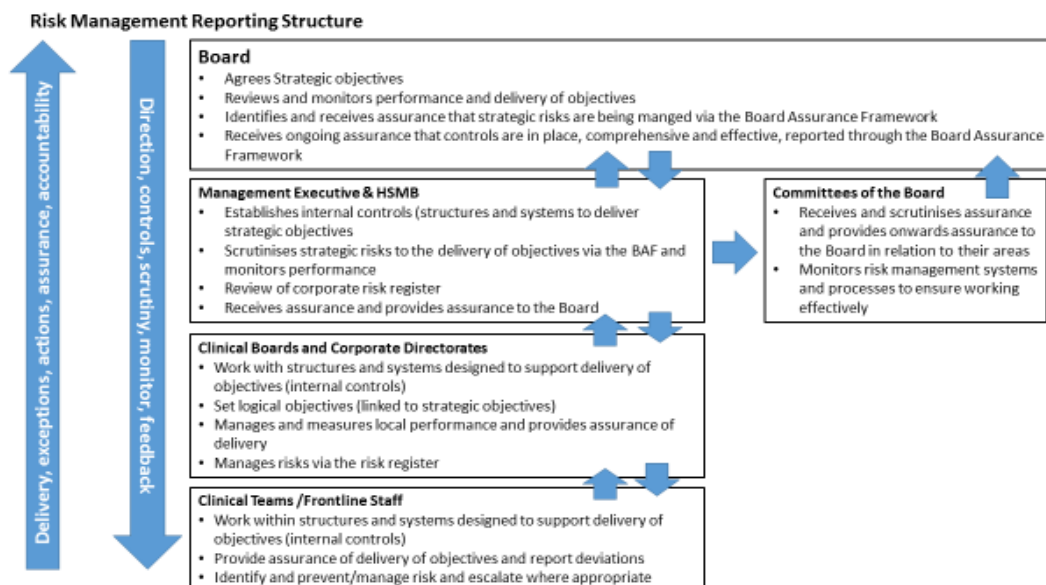 Risk Management Reporting Structure
Delivery, exceptions, actions, assurance, accountability
Direction, controls, scrutiny, monitor, feedback
Board
• Agrees Strategic objectives
• Reviews and monitors performance and delivery of objectives
• Identifies and receives assurance that strategic risks are being manged via the Board Assurance Framework
• Receives ongoing assurance that controls are in place, comprehensive and effective, reported through the Board Assurance
Framework
Management Executive & HSMB
• Establishes internal controls (structures and systems to deliver
strategic objectives
• Scrutinises strategic risks to the delivery of objectives via the BAF and
monitors performance
• Review of corporate risk register
• Receives assurance and provides assurance to the Board
Committees of the Board
• Receives and scrutinises assurance
and provides onwards assurance to
the Board in relation to their areas
• Monitors risk management systems
and processes to ensure working
effectively
Clinical Boards and Corporate Directorates
• Work with structures and systems designed to support delivery of
objectives (internal controls)
• Set logical objectives (linked to strategic objectives)
• Manages and measures local performance and provides assurance of
delivery
• Manages risks via the risk register
Clinical Teams /Frontline Staff
• Work within structures and systems designed to support delivery of
objectives (internal controls)
• Provide assurance of delivery of objectives and report deviations
• Identify and prevent/manage risk and escalate where appropriate